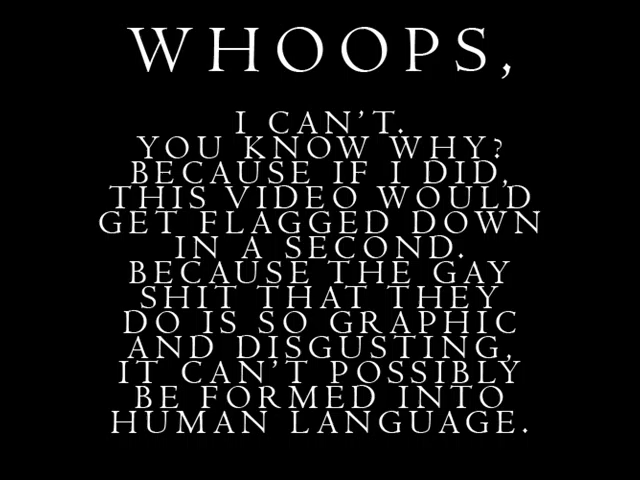 WHOOPS,
I CAN'T.
YOU KNOW WHY?
BECAUSE IF I DID,
THIS VIDEO WOULD
GET FLAGGED DOWN
IN A SECOND.
BECAUSE THE GAY
SHIT THAT THEY
DO IS SO GRAPHIC
AND DISGUSTING,
IT CAN'T POSSIBLY
BE FORMED INTO
HUMAN LANGUAGE.